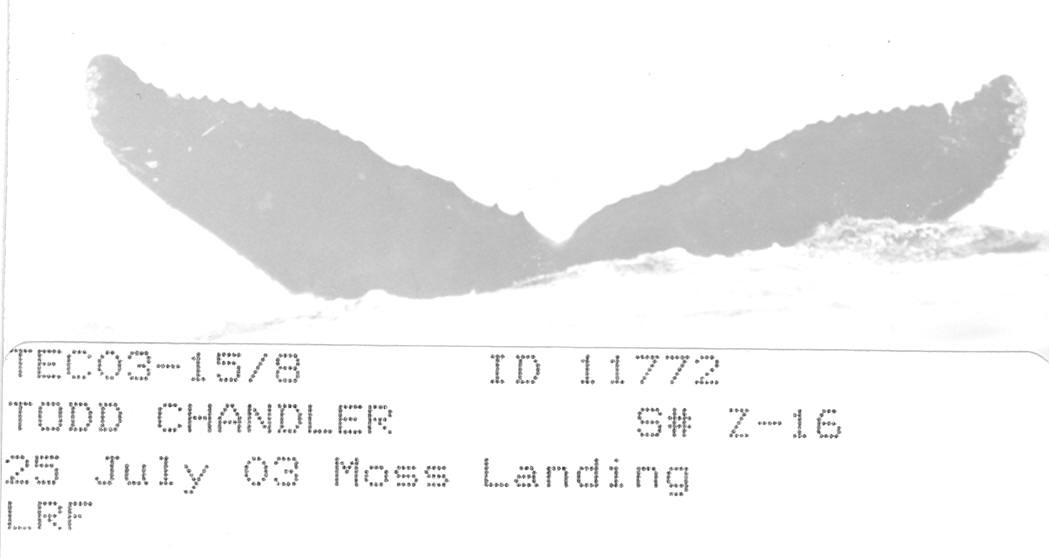 TEC03-15/8 ID 11772
TODD CHANDLER S# Z-16
25 July 03 Moss Landing
LRF